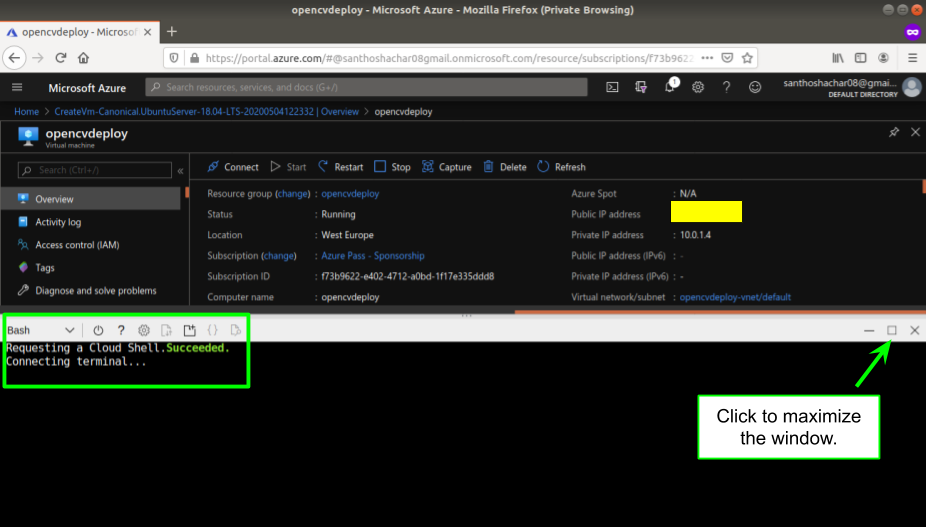 opencvdeploy - Microsoft Azure - Mozilla Firefox (Private Browsing)
opencvdeploy - Microsof
https://portal.azure.com/#@santhoshachar08gmail.onmicrosoft.com/resource/subscriptions/f73b9622
Microsoft Azure
Search resources, services, and docs (G+/)
1
santhoshachar08@gmai...
DEFAULT DIRECTORY
Home > CreateVm-Canonical.UbuntuServer-18.04-LTS-20200504122332 | Overview > opencvdeploy
opencvdeploy
Virtual machine
Search (Ctrl+/)
«
Connect Start Restart Stop Capture Delete Refresh
Overview
Activity log
Access control (IAM)
Tags
Diagnose and solve problems
Resource group (change) : opencvdeploy
Status : Running
Location : West Europe
Subscription (change) : Azure Pass - Sponsorship
Subscription ID : f73b9622-e402-4712-a0bd-1f17e335ddd8
Computer name : opencvdeploy
Azure Spot : N/A
Public IP address
Private IP address : 10.0.1.4
Public IP address (IPv6) : -
Private IP address (IPv6) : -
Virtual network/subnet : opencvdeploy-vnet/default
Bash
Requesting a Cloud Shell.Succeeded.
Connecting terminal...
Click to maximize
the window.